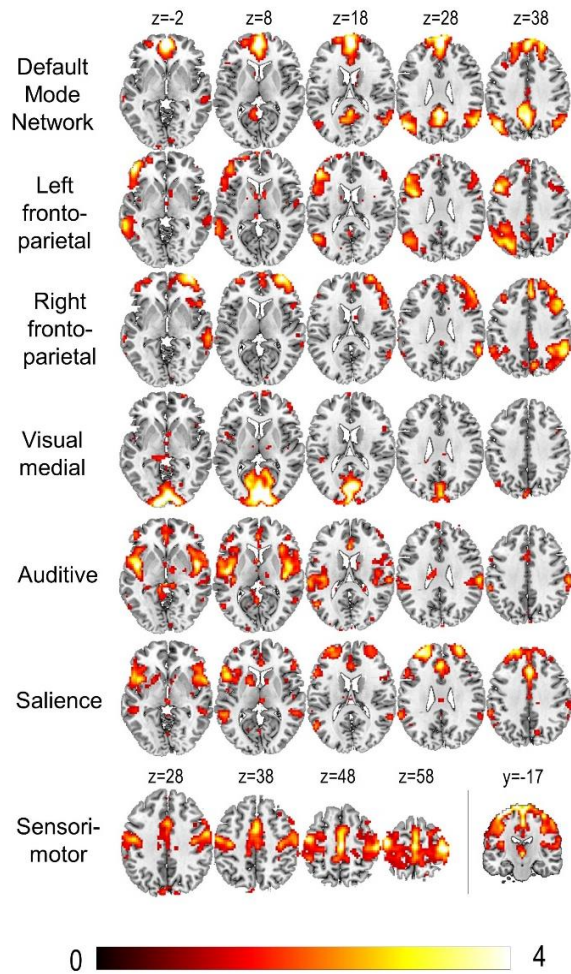 z=-2 z=8 z=18 z=28 z=38
Default
Mode
Network
Left
fronto-
parietal
Right
fronto-
parietal
Visual
medial
Auditive
Salience
z=28 z=38 z=48 z=58 y=-17
Sensori-
motor
0 4